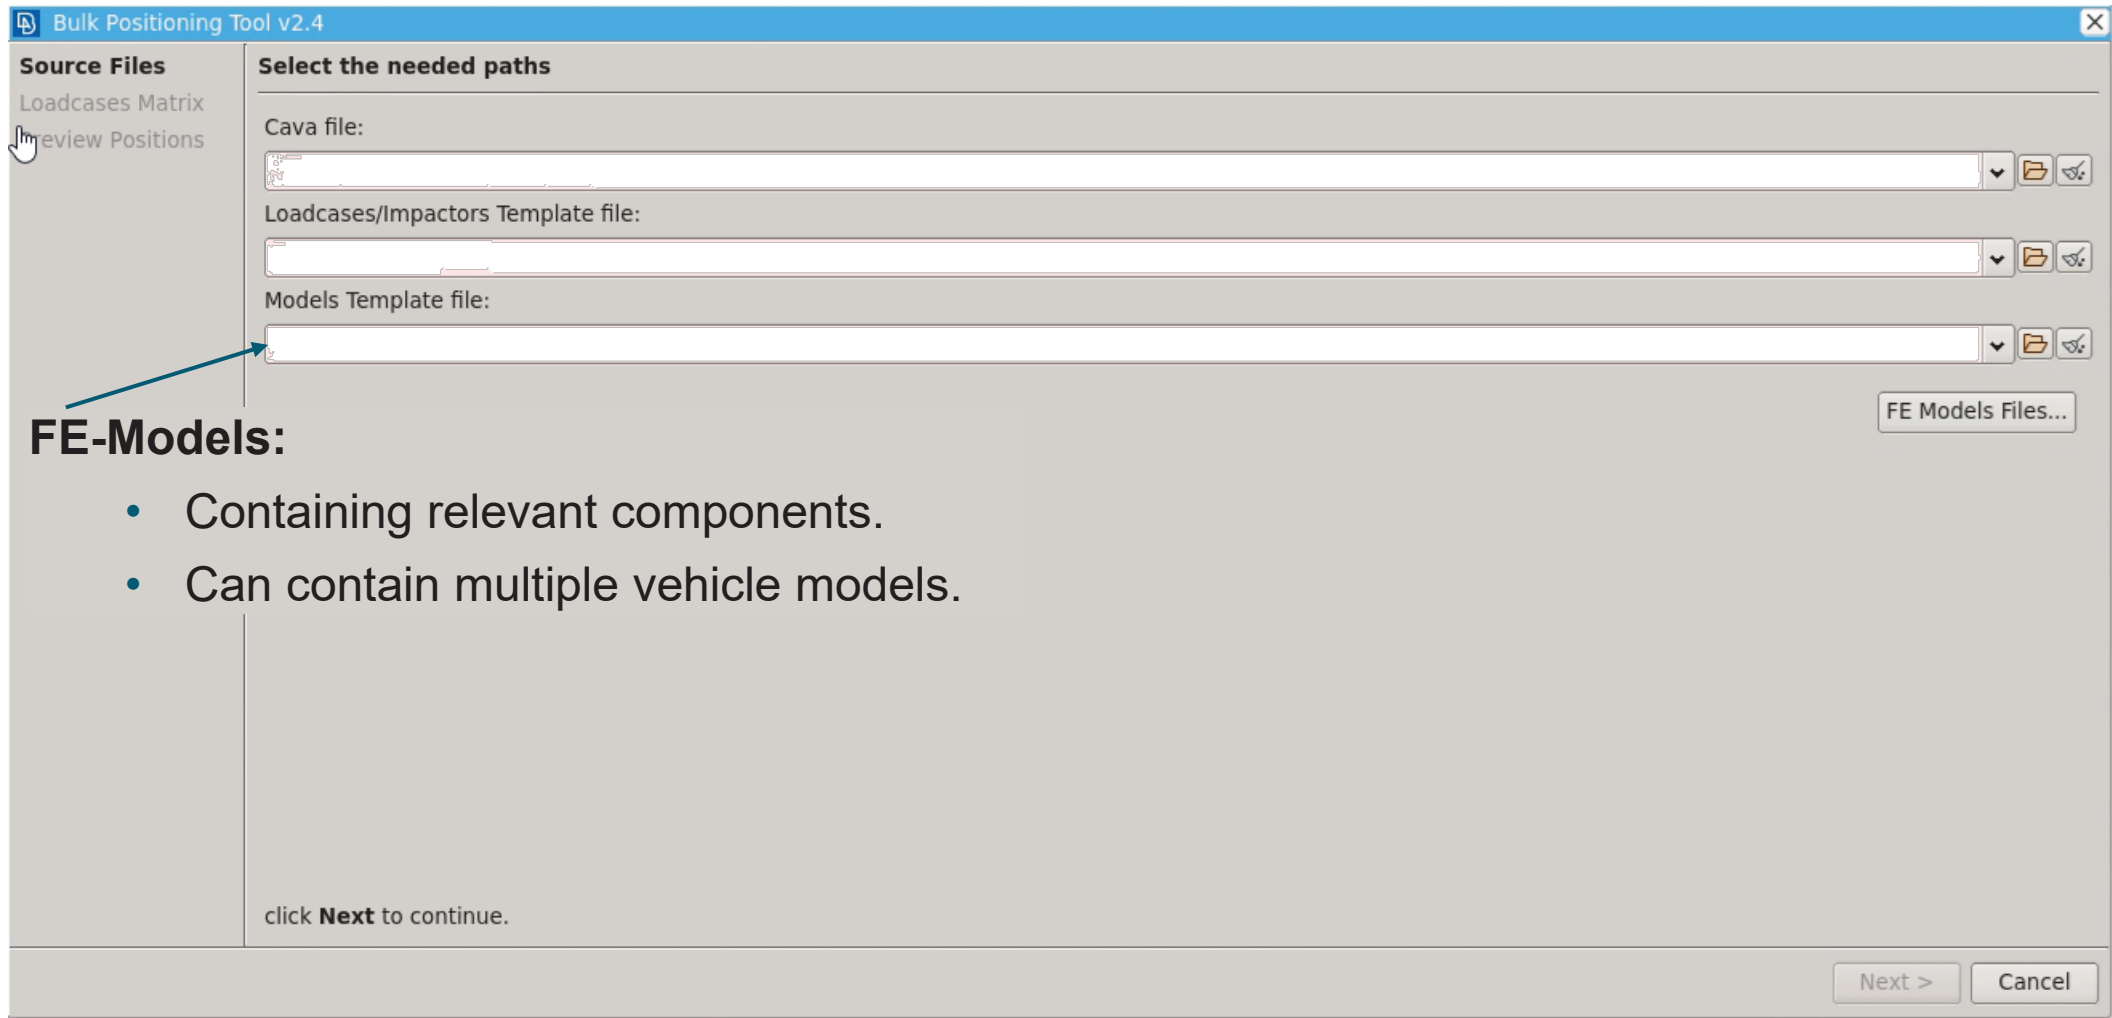 Bulk Positioning Tool v2.4
Source Files
Loadcases Matrix
Preview Positions
Select the needed paths
Cava file:
Loadcases/Impactors Template file:
Models Template file:
FE Models Files...
FE-Models:
• Containing relevant components.
• Can contain multiple vehicle models.
click Next to continue.
Next >
Cancel